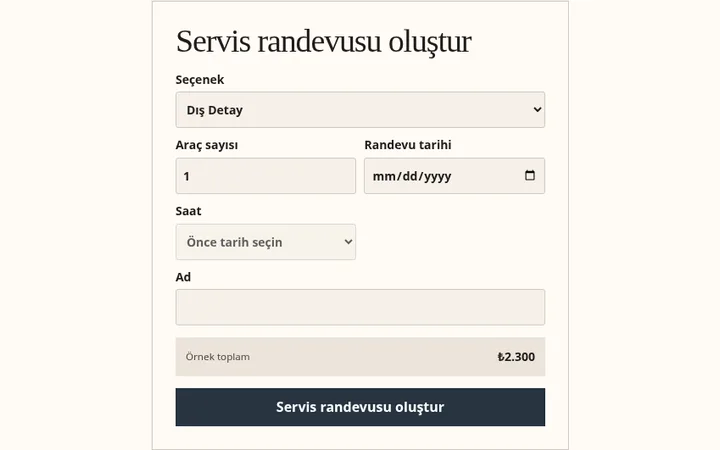 Servis randevusu oluştur
Seçenek
Dış Detay
Araç sayısı
Randevu tarihi
1
mm/dd/yyyy
Saat
Önce tarih seçin
Ad
Örnek toplam
₺2.300
Servis randevusu oluştur